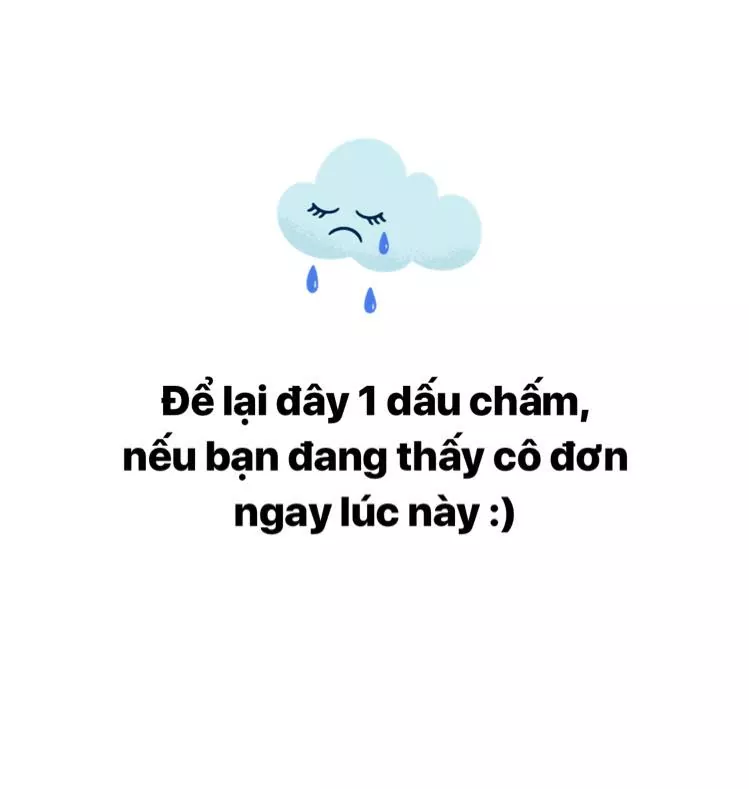 Để lại đây 1 dấu chấm,
nếu bạn đang thấy cô đơn
ngay lúc này :)